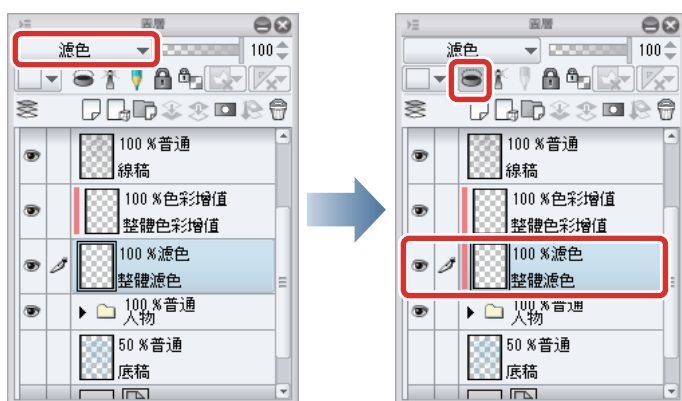 圖層
濾色
100
100 %普通
線稿
100 %色彩增值
整體色彩增值
100 %濾色
整體濾色
100 %普通
人物
50 %普通
底稿
圖層
濾色
100
100 %普通
線稿
100 %色彩增值
整體色彩增值
100 %濾色
整體濾色
100 %普通
人物
50 %普通
底稿